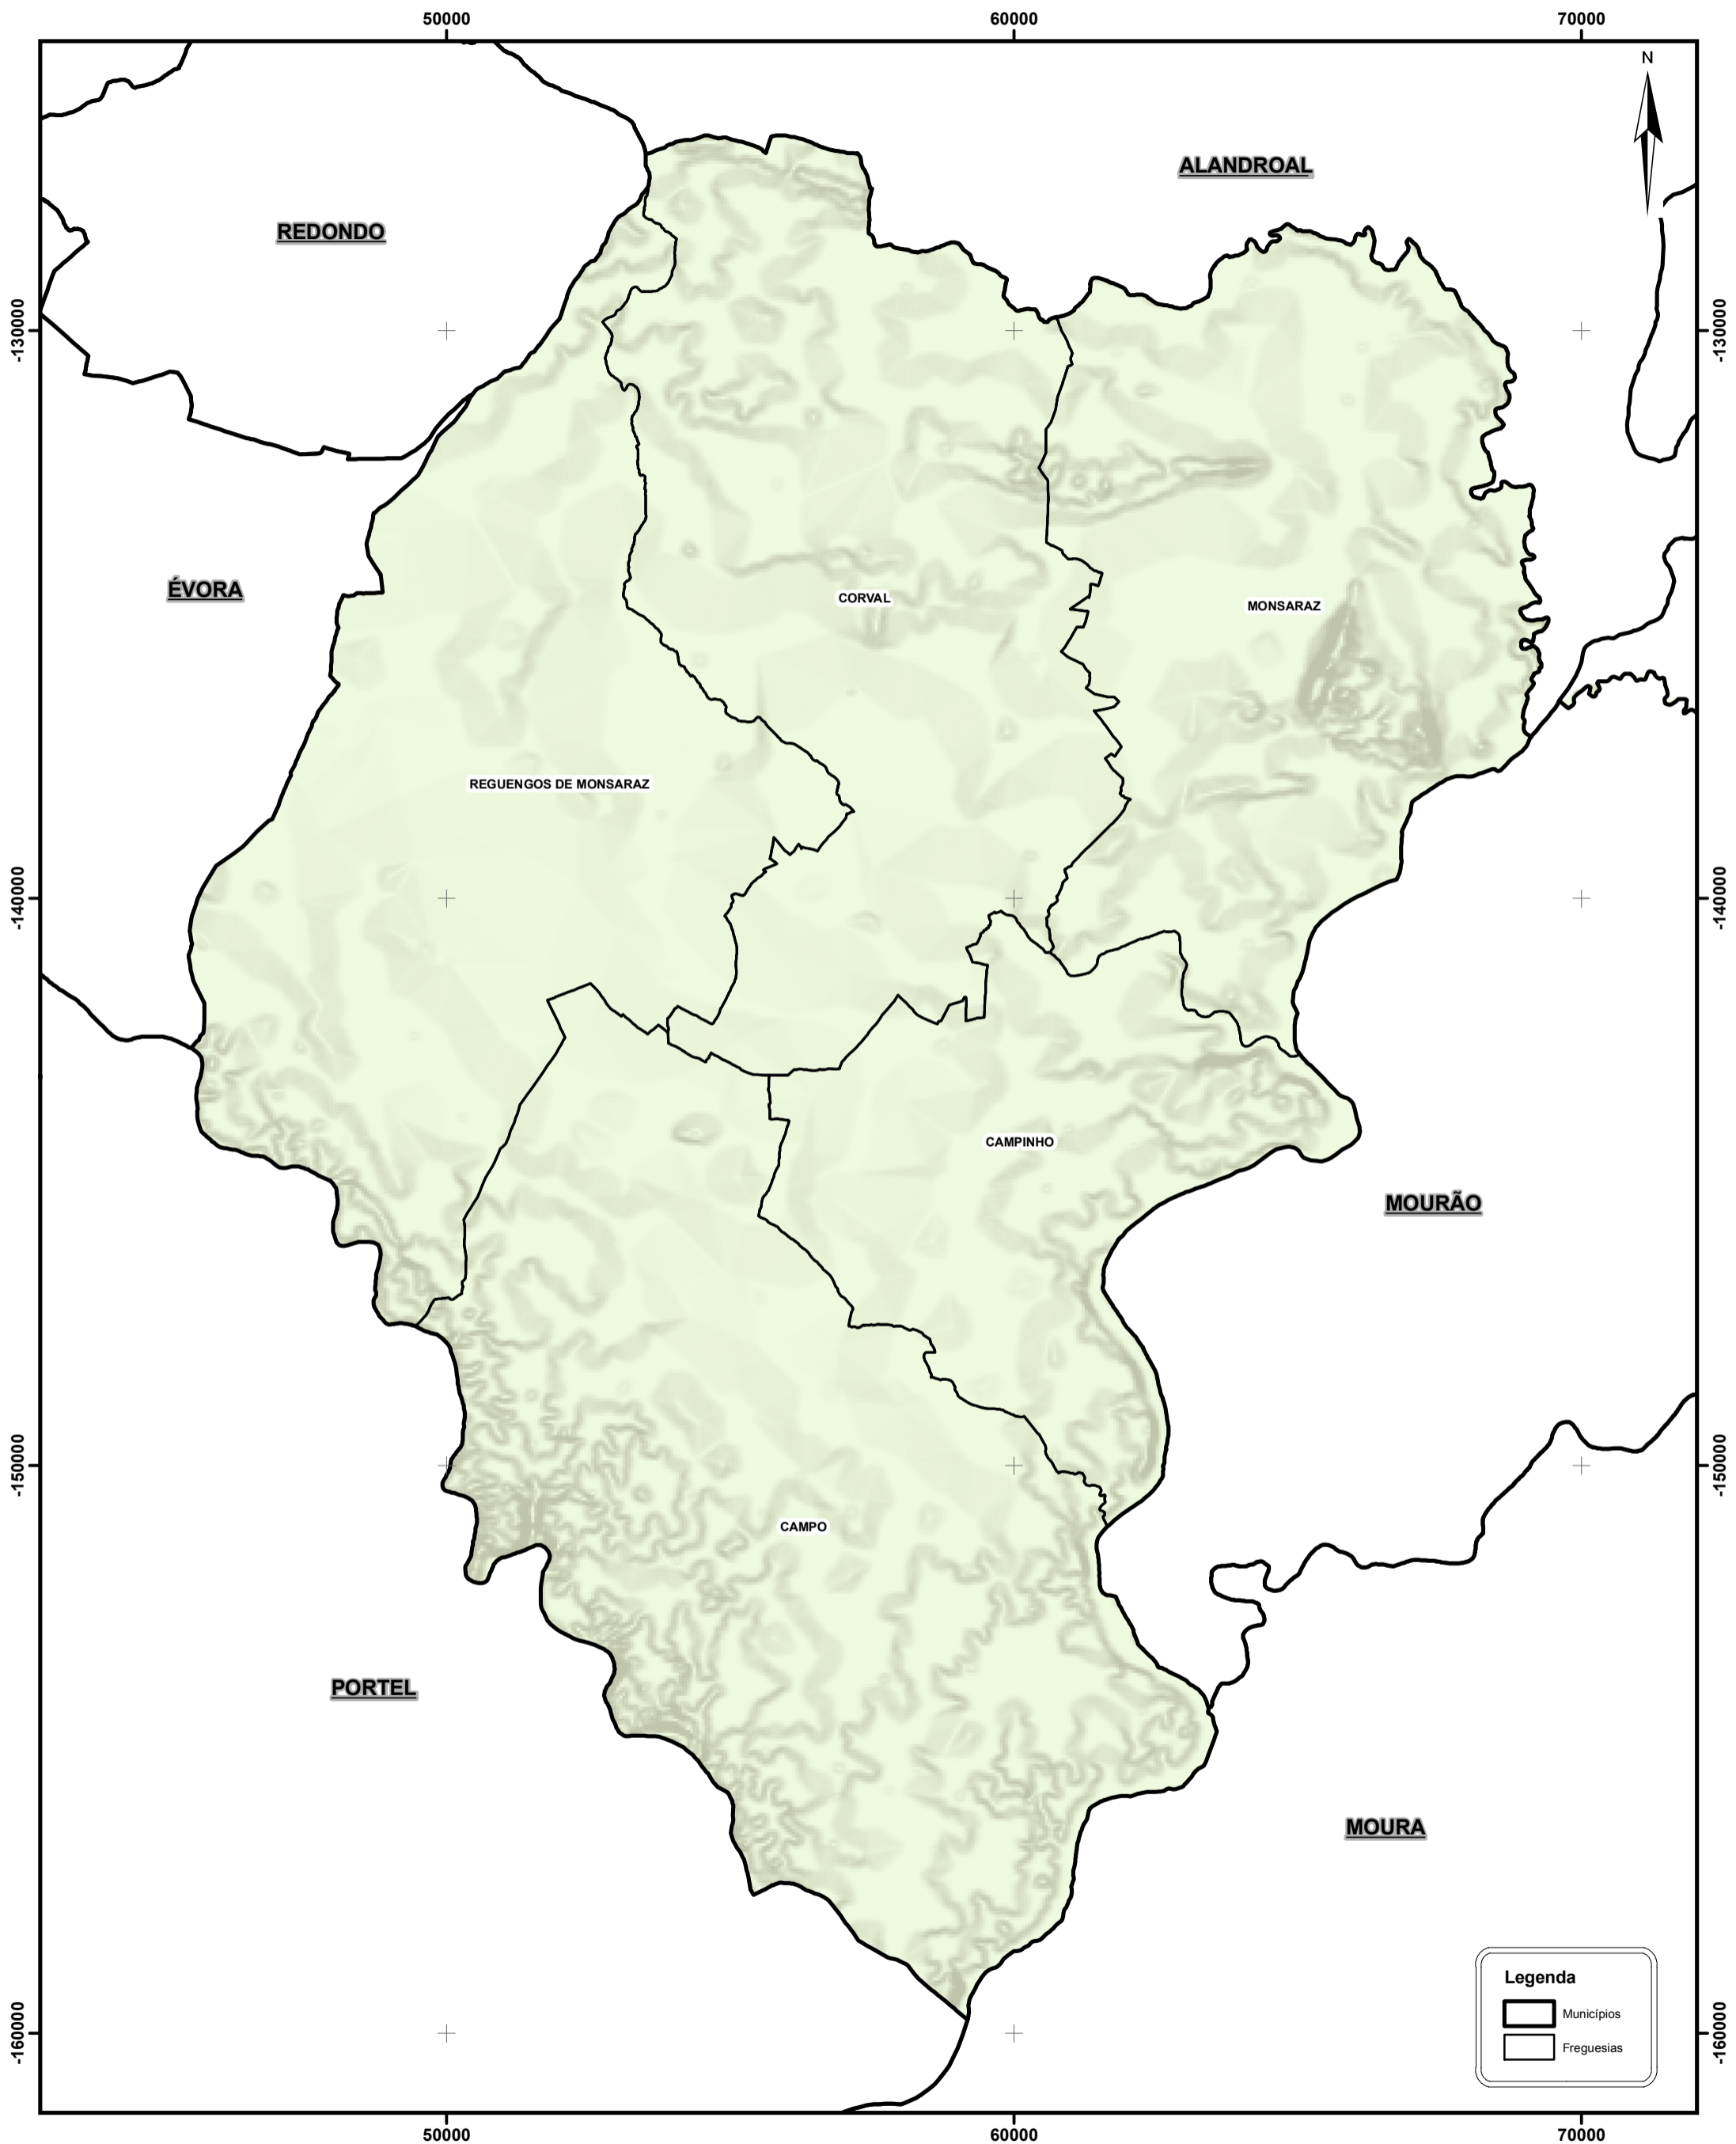 50000 60000 70000
N
ALANDROAL
REDONDO
-130000 -130000
ÉVORA
CORVAL
MONSARAZ
REGUENGOS DE MONSARAZ
-140000 -140000
CAMPINHO
MOURÃO
-150000 -150000
CAMPO
PORTEL
MOURA
Legenda
Municípios
Freguesias
-160000 -160000
50000 60000 70000